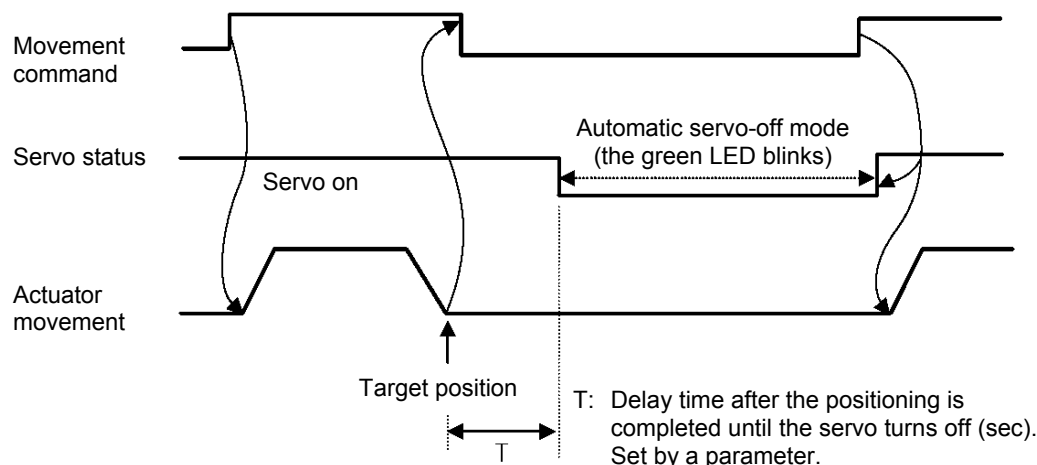 Movement
command
Servo status
Servo on
Automatic servo-off mode
(the green LED blinks)
Actuator
movement
Target position
T
T: Delay time after the positioning is
completed until the servo turns off (sec).
Set by a parameter.